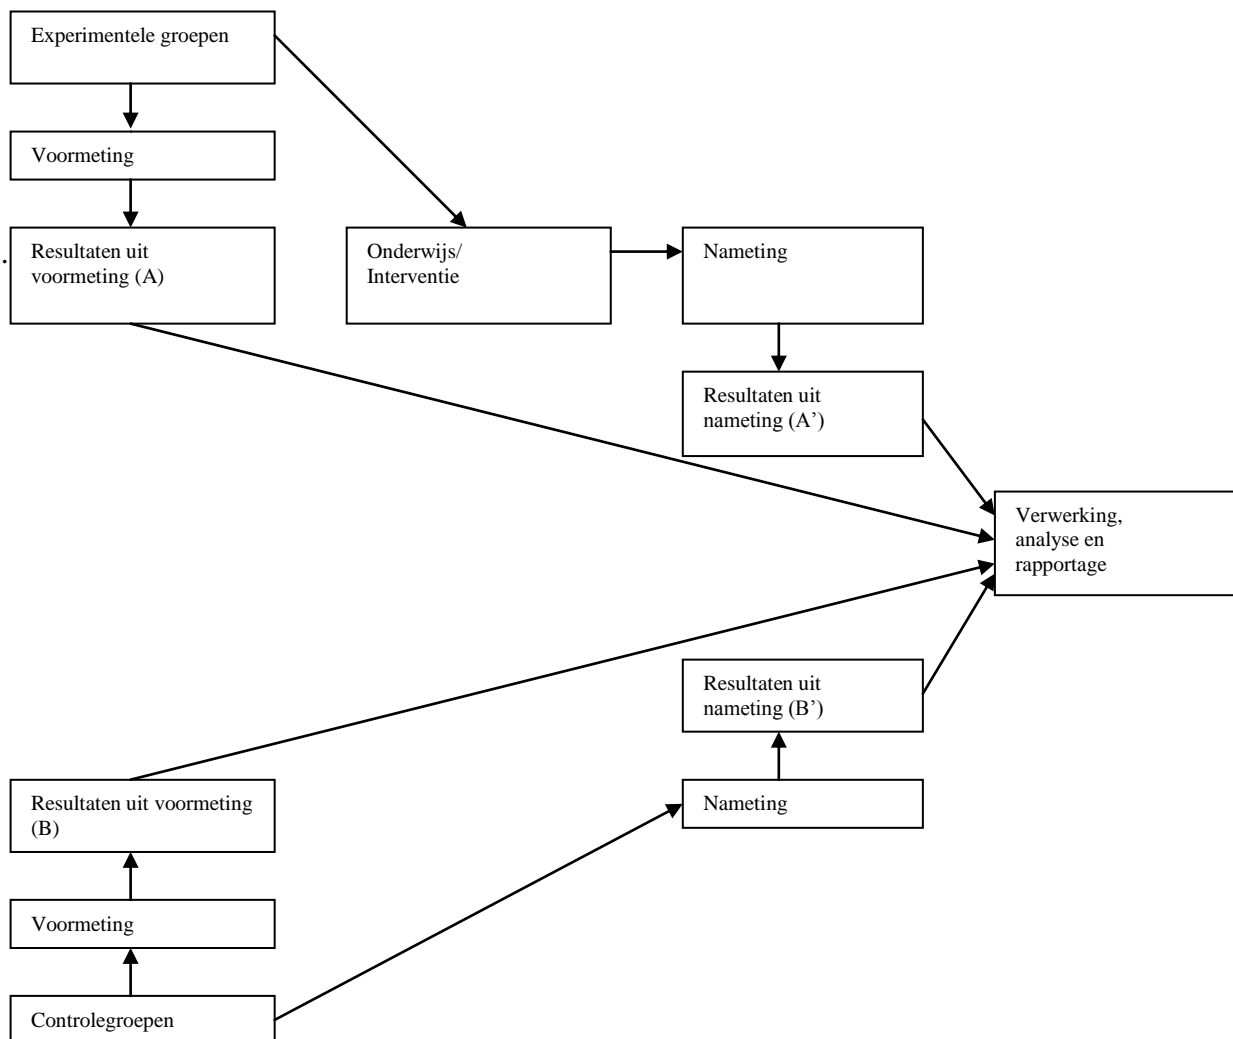 Experimentele groepen
Voormeting
Resultaten uit
voormeting (A)
.
Onderwijs/
Interventie
Nameting
Resultaten uit
nameting (A’)
Verwerking,
analyse en
rapportage
Resultaten uit
nameting (B’)
Nameting
Resultaten uit voormeting
(B)
Voormeting
Controlegroepen